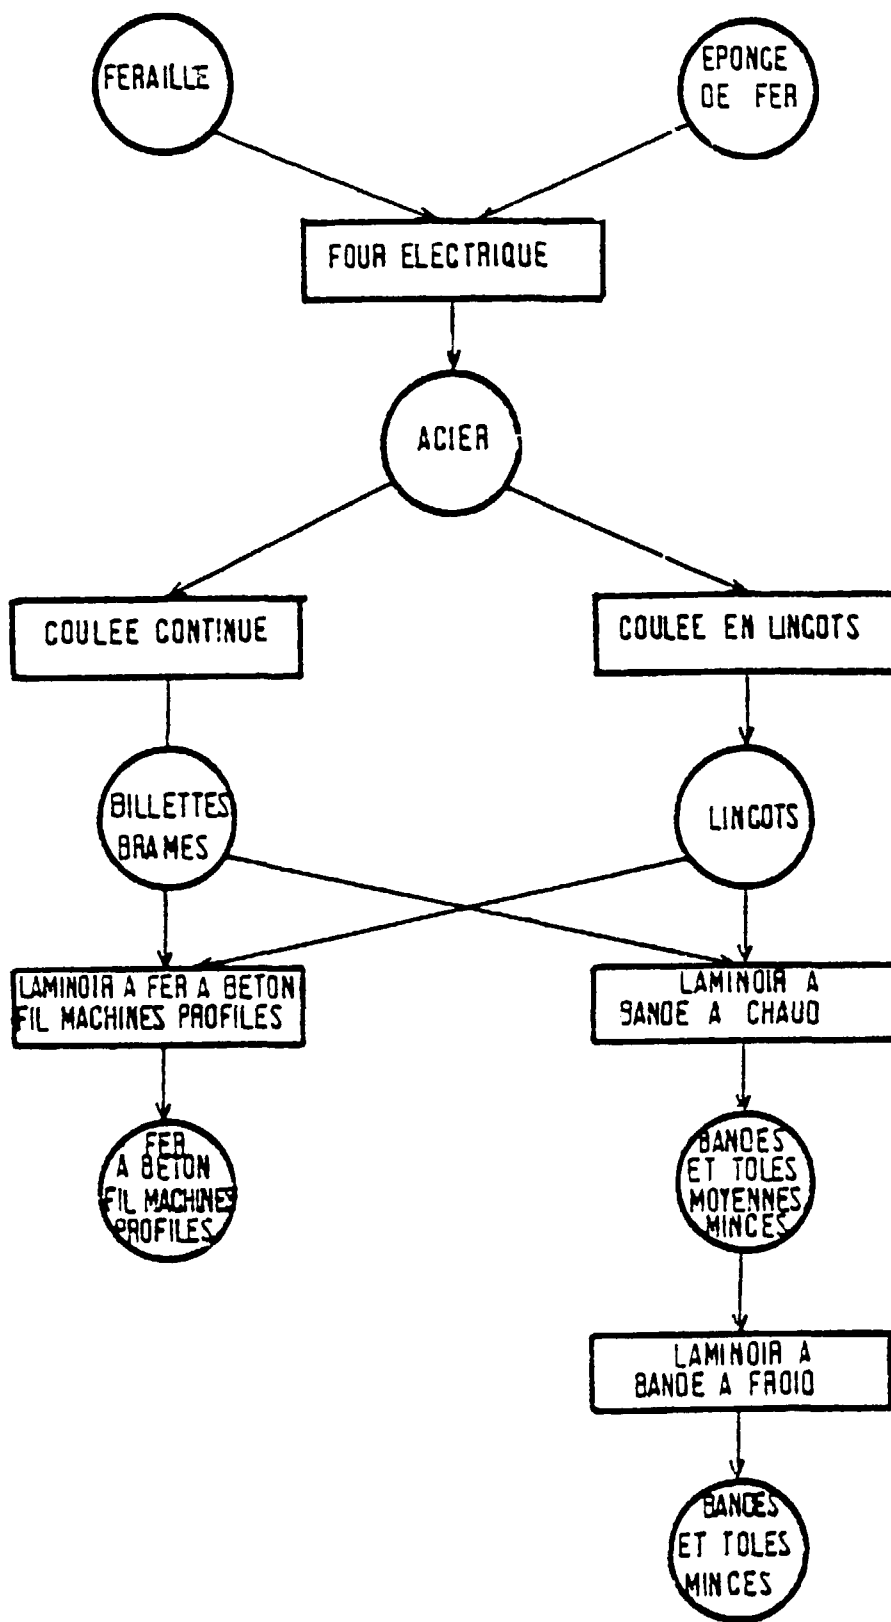 FERAILLE
EPONGE
DE FER
FOUR ELECTRIQUE
ACIER
COULEE CONTINUE
COULEE EN LINGOTS
BILLETTES
BRAMES
LINGOTS
LAMINOIR A FER A BETON
FIL MACHINES PROFILES
LAMINOIR A
BANDE A CHAUD
FER
A BETON
FIL MACHINES
PROFILES
BANDES
ET TOLES
MOYENNES
MINCES
LAMINOIR A
BANDE A FROID
BANDES
ET TOLES
MINCES